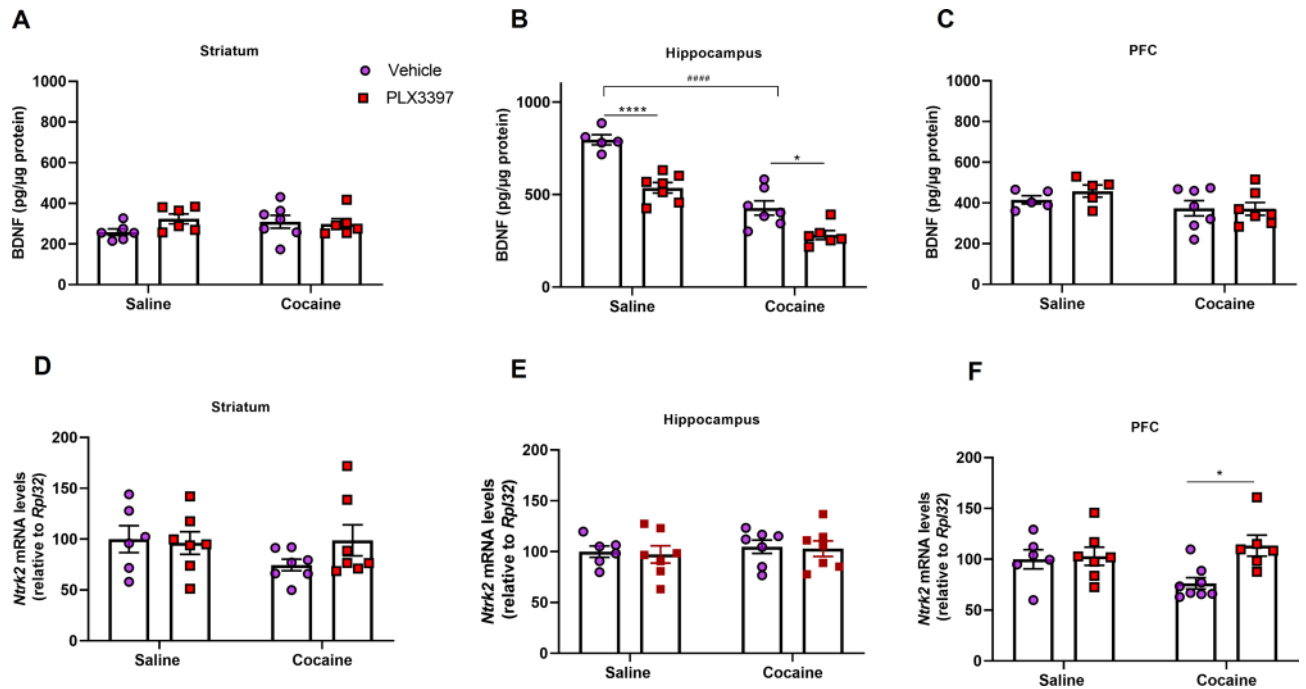 A
Striatum
BDNF (pg/µg protein)
1000
800
600
400
200
0
Saline
Cocaine
Vehicle
PLX3397
B
Hippocampus
BDNF (pg/µg protein)
1000
500
0
####
****
*
Saline
Cocaine
C
PFC
BDNF (pg/µg protein)
1000
800
600
400
200
0
Saline
Cocaine
D
Striatum
Ntrk2 mRNA levels
(relative to Rpl32)
200
150
100
50
0
Saline
Cocaine
E
Hippocampus
Ntrk2 mRNA levels
(relative to Rpl32)
200
150
100
50
0
Saline
Cocaine
F
PFC
Ntrk2 mRNA levels
(relative to Rpl32)
200
150
100
50
0
*
Saline
Cocaine